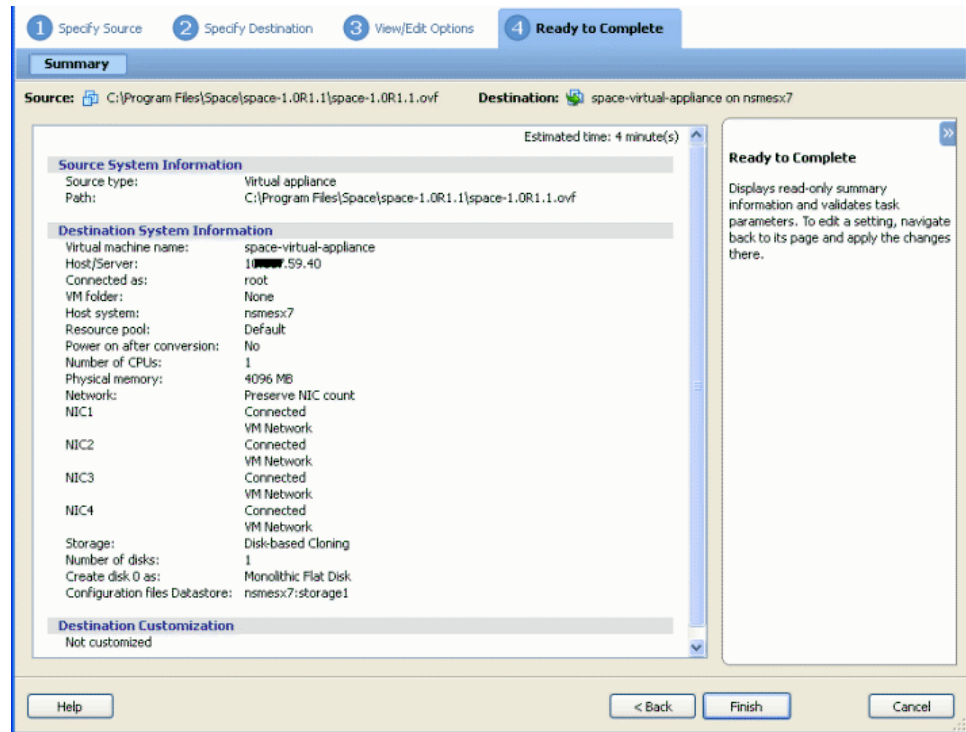 1 Specify Source 2 Specify Destination 3 View/Edit Options 4 Ready to Complete
Summary
Source: C:\Program Files\Space\space-1.0R1.1\space-1.0R1.1.ovf Destination: space-virtual-appliance on nsmesx7
Estimated time: 4 minute(s)
Source System Information
Source type: Virtual appliance
Path: C:\Program Files\Space\space-1.0R1.1\space-1.0R1.1.ovf
Destination System Information
Virtual machine name: space-virtual-appliance
Host/Server: .59.40
Connected as: root
VM folder: None
Host system: nsmesx7
Resource pool: Default
Power on after conversion: No
Number of CPUs: 1
Physical memory: 4096 MB
Network: Preserve NIC count
NIC1 Connected
VM Network
NIC2 Connected
VM Network
NIC3 Connected
VM Network
NIC4 Connected
VM Network
Storage: Disk-based Cloning
Number of disks: 1
Create disk 0 as: Monolithic Flat Disk
Configuration files Datastore: nsmesx7:storage1
Destination Customization
Not customized
»
Ready to Complete
Displays read-only summary
information and validates task
parameters. To edit a setting, navigate
back to its page and apply the changes
there.
Help < Back Finish Cancel